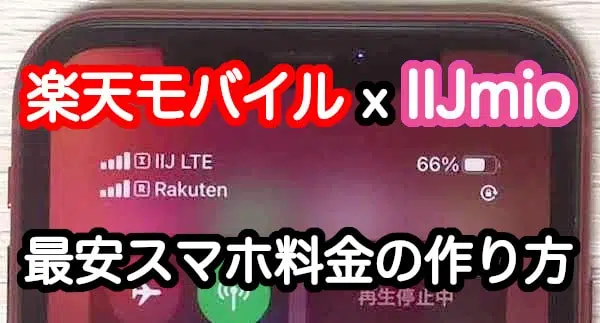 楽天モバイル x IIJmio
I IIJ LTE 66%
R Rakuten
最安スマホ料金の作り方
再生停止中